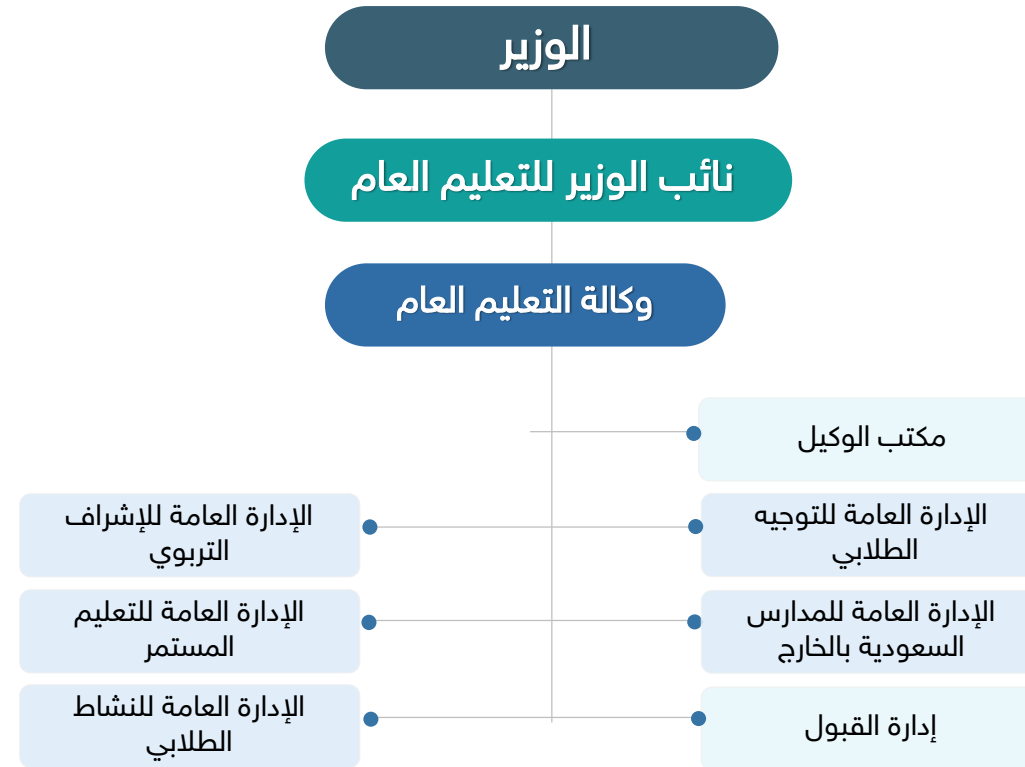 الوزير
نائب الوزير للتعليم العام
وكالة التعليم العام
مكتب الوكيل
الإدارة العامة للتوجيه
الطلابي
الإدارة العامة للإشراف
التربوي
الإدارة العامة للمدارس
السعودية بالخارج
الإدارة العامة للتعليم
المستمر
إدارة القبول
الإدارة العامة للنشاط
الطلابي